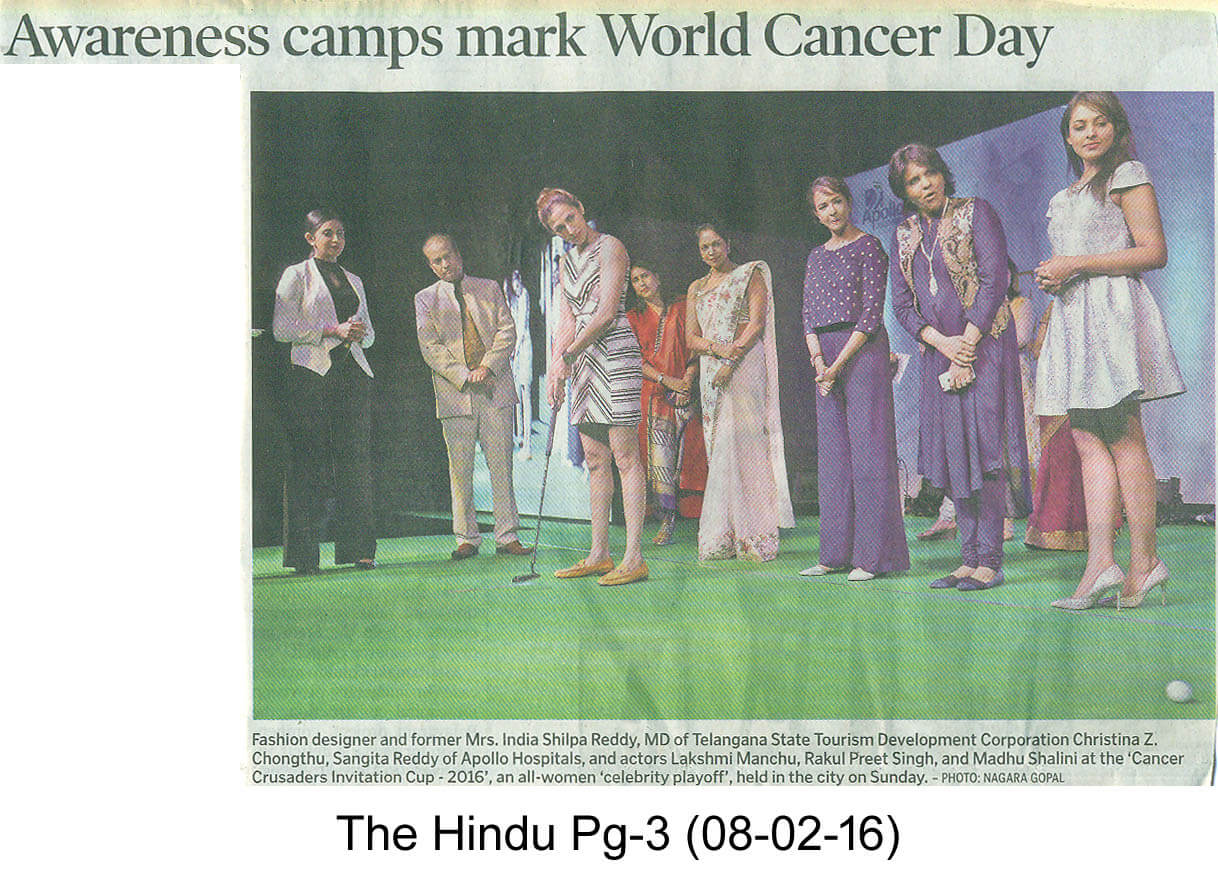 Awareness camps mark World Cancer Day
Apollo
Fashion designer and former Mrs. India Shilpa Reddy, MD of Telangana State Tourism Development Corporation Christina Z.
Chongthu, Sangita Reddy of Apollo Hospitals, and actors Lakshmi Manchu, Rakul Preet Singh, and Madhu Shalini at the ‘Cancer
Crusaders Invitation Cup - 2016’, an all-women ‘celebrity playoff’, held in the city on Sunday. – PHOTO: NAGARA GOPAL
The Hindu Pg-3 (08-02-16)